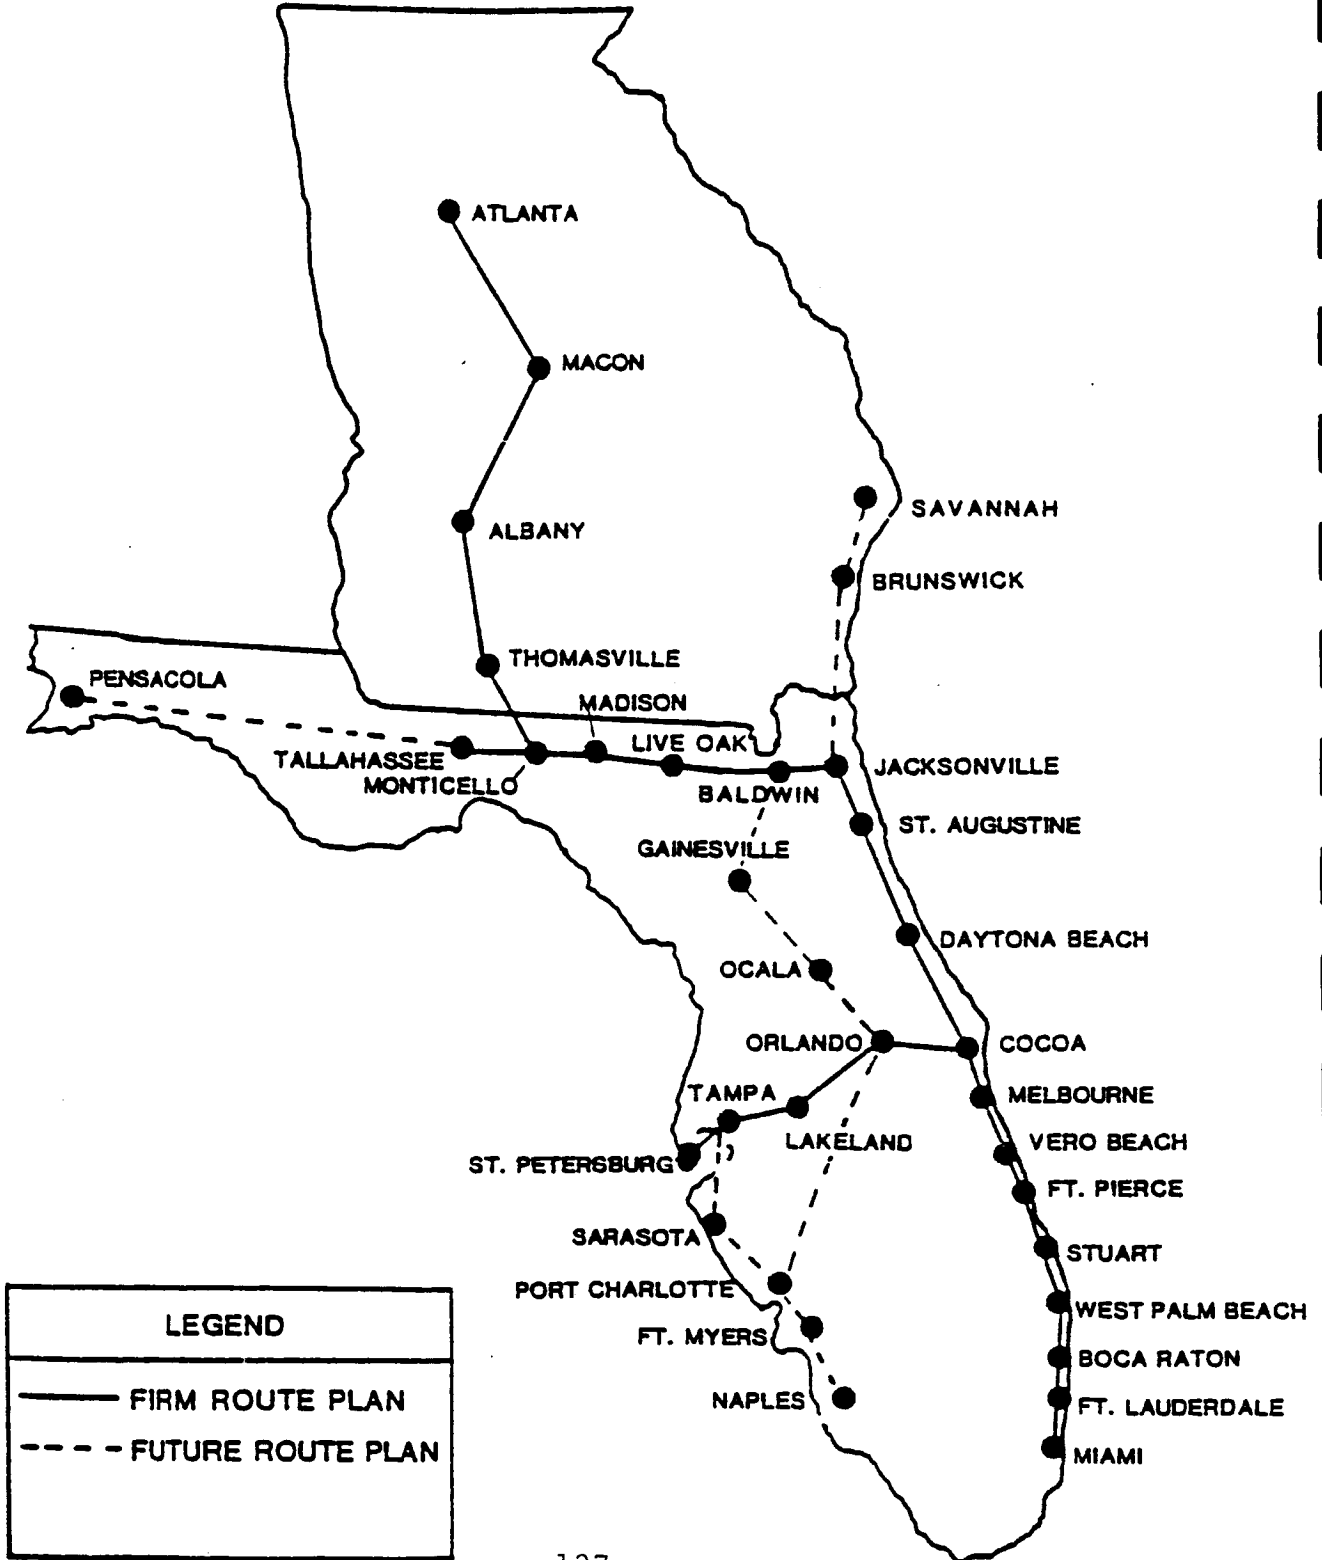 ATLANTA
MACON
SAVANNAH
ALBANY
BRUNSWICK
THOMASVILLE
PENSACOLA
MADISON
LIVE OAK
TALLAHASSEE
JACKSONVILLE
MONTICELLO
BALDWIN
ST. AUGUSTINE
GAINESVILLE
DAYTONA BEACH
OCALA
ORLANDO
COCOA
TAMPA
MELBOURNE
LAKELAND
VERO BEACH
ST. PETERSBURG
FT. PIERCE
SARASOTA
STUART
PORT CHARLOTTE
WEST PALM BEACH
LEGEND
FT. MYERS
BOCA RATON
FIRM ROUTE PLAN
NAPLES
FT. LAUDERDALE
FUTURE ROUTE PLAN
MIAMI